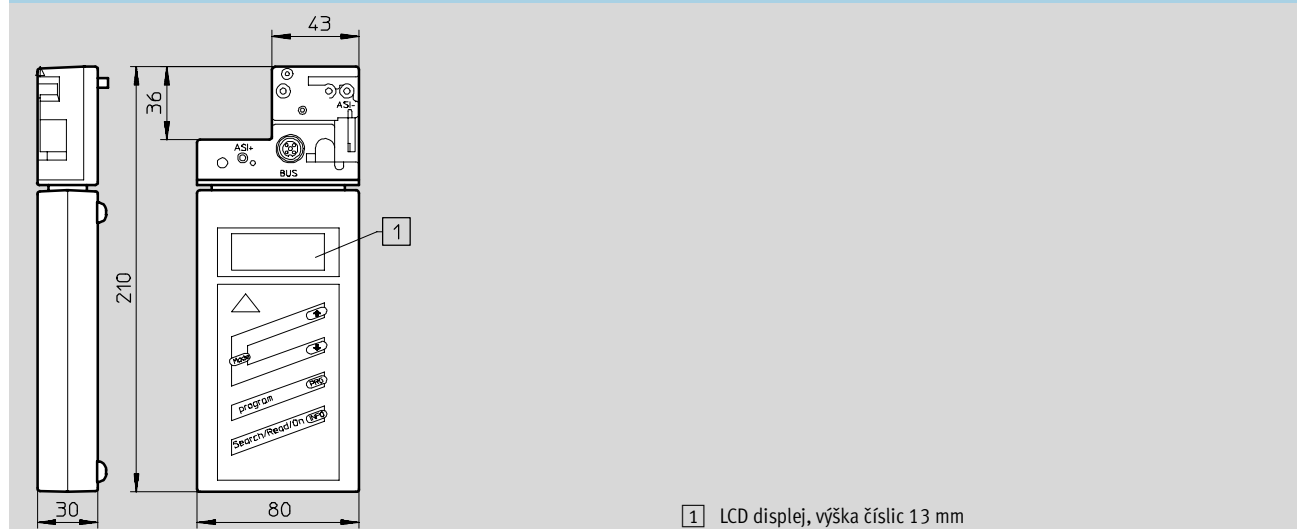 43
36
ASI-
ASI+
BUS
1
210
Mode
program
PRG
Search/Read/On
INFO
30
80
1 LCD displej, výška číslic 13 mm